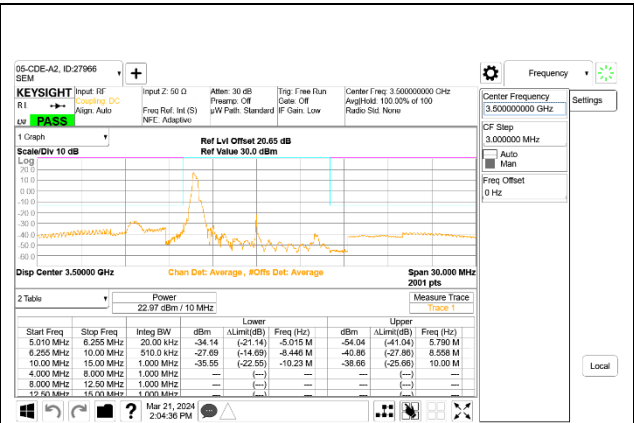 05-CDE-A2, ID:27966
SEM
+
Frequency
KEYSIGHT
Input: RF
Coupling: DC
Align: Auto
Input Z: 50 Ω
Freq Ref: Int (S)
NFE: Adaptive
Atten: 30 dB
Preamp: Off
µW Path: Standard
Trig: Free Run
Gate: Off
IF Gain: Low
Center Freq: 3.500000000 GHz
Avg|Hold: 100.00% of 100
Radio Std: None
PASS
Center Frequency
3.500000000 GHz
Settings
CF Step
3.000000 MHz
Auto
Man
Freq Offset
0 Hz
Local
1 Graph
Scale/Div 10 dB
Ref Lvl Offset 20.65 dB
Ref Value 30.0 dBm
Log
20.0
10.0
0.00
-10.0
-20.0
-30.0
-40.0
-50.0
-60.0
Disp Center 3.50000 GHz
Chan Det: Average, #Offs Det: Average
Span 30.000 MHz
2001 pts
2 Table
Power
22.97 dBm / 10 MHz
Measure Trace
Trace 1
Lower Upper
Start Freq Stop Freq Integ BW dBm ΔLimit(dB) Freq (Hz) dBm ΔLimit(dB) Freq (Hz)
5.010 MHz 6.255 MHz 20.00 kHz -34.14 (-21.14) -5.015 M -54.04 (-41.04) 5.790 M
6.255 MHz 10.00 MHz 510.0 kHz -27.69 (-14.69) -8.446 M -40.86 (-27.86) 8.558 M
10.00 MHz 15.00 MHz 1.000 MHz -35.55 (-22.55) -10.23 M -38.66 (-25.66) 10.00 M
4.000 MHz 8.000 MHz 1.000 MHz --- (---) --- --- (---) ---
8.000 MHz 12.50 MHz 1.000 MHz --- (---) --- --- (---) ---
12.50 MHz 15.00 MHz 1.000 MHz --- (---) --- --- (---) ---
?
Mar 21, 2024
2:04:36 PM